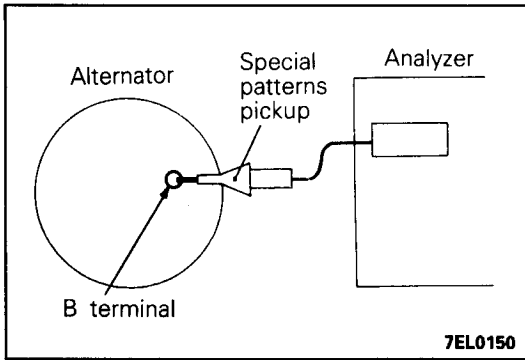 Alternator
Special
patterns
pickup
Analyzer
B terminal
7EL0150